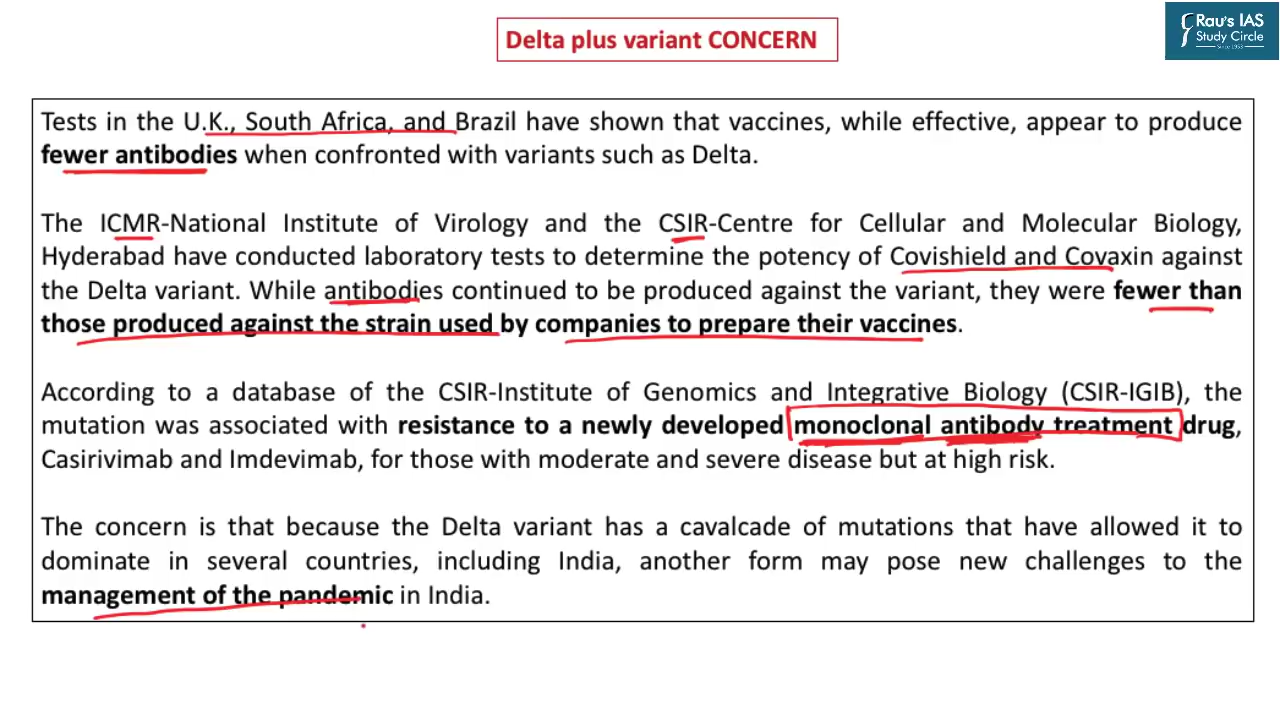 Delta plus variant CONCERN
Rau's IAS
Study Circle
Since 1953
Tests in the U.K., South Africa, and Brazil have shown that vaccines, while effective, appear to produce
fewer antibodies when confronted with variants such as Delta.
The ICMR-National Institute of Virology and the CSIR-Centre for Cellular and Molecular Biology,
Hyderabad have conducted laboratory tests to determine the potency of Covishield and Covaxin against
the Delta variant. While antibodies continued to be produced against the variant, they were fewer than
those produced against the strain used by companies to prepare their vaccines.
According to a database of the CSIR-Institute of Genomics and Integrative Biology (CSIR-IGIB), the
mutation was associated with resistance to a newly developed monoclonal antibody treatment drug,
Casirivimab and Imdevimab, for those with moderate and severe disease but at high risk.
The concern is that because the Delta variant has a cavalcade of mutations that have allowed it to
dominate in several countries, including India, another form may pose new challenges to the
management of the pandemic in India.